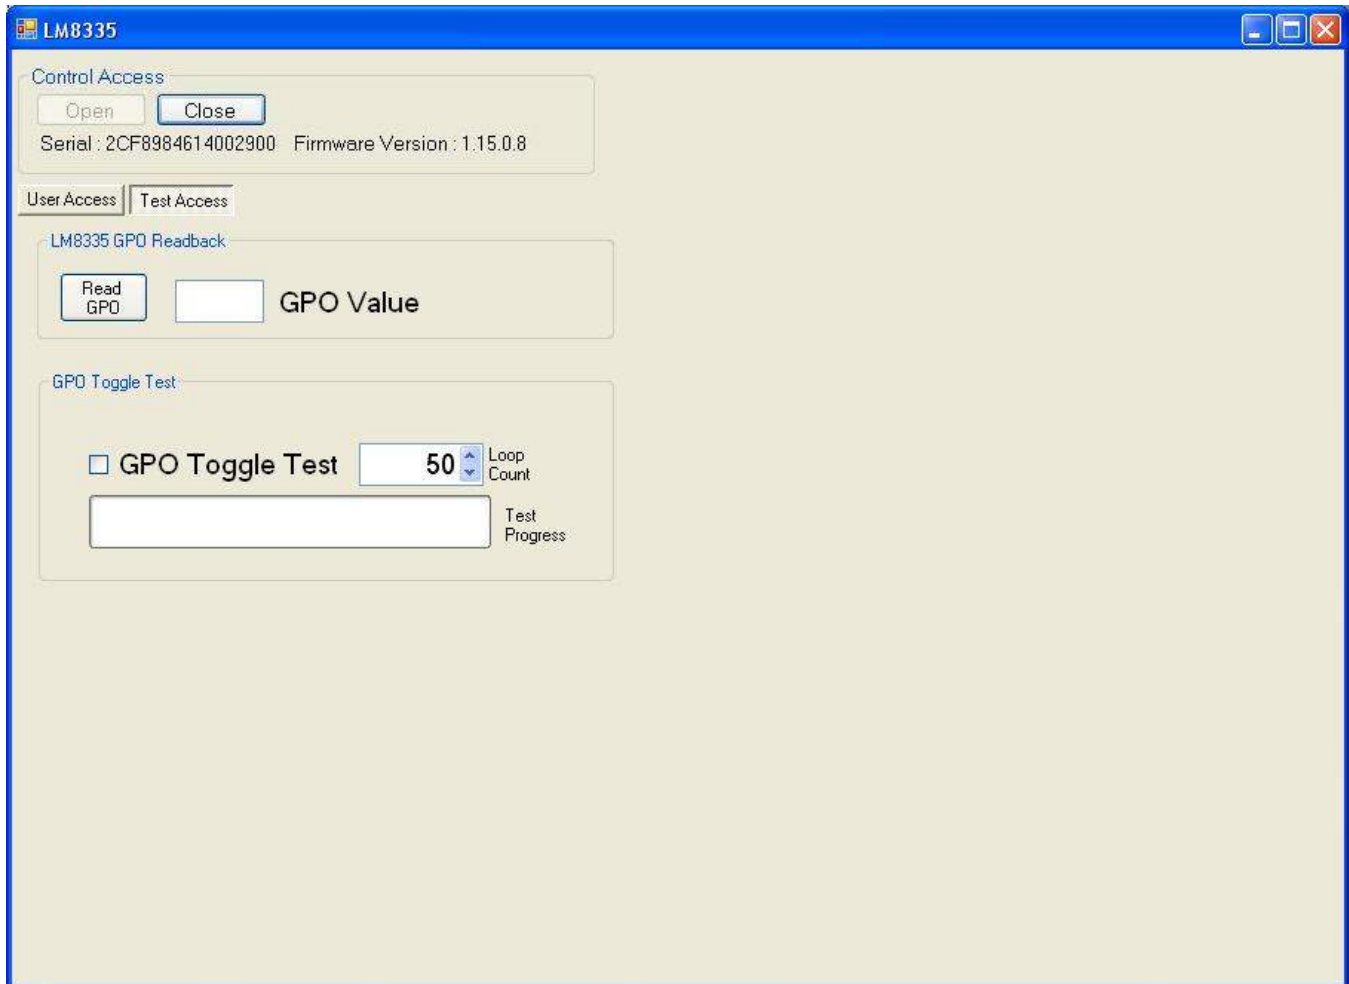 LM8335
Control Access
Open Close
Serial : 2CF8984614002900 Firmware Version : 1.15.0.8
User Access Test Access
LM8335 GPO Readback
Read
GPO
GPO Value
GPO Toggle Test
GPO Toggle Test 50 Loop
Count
Test
Progress